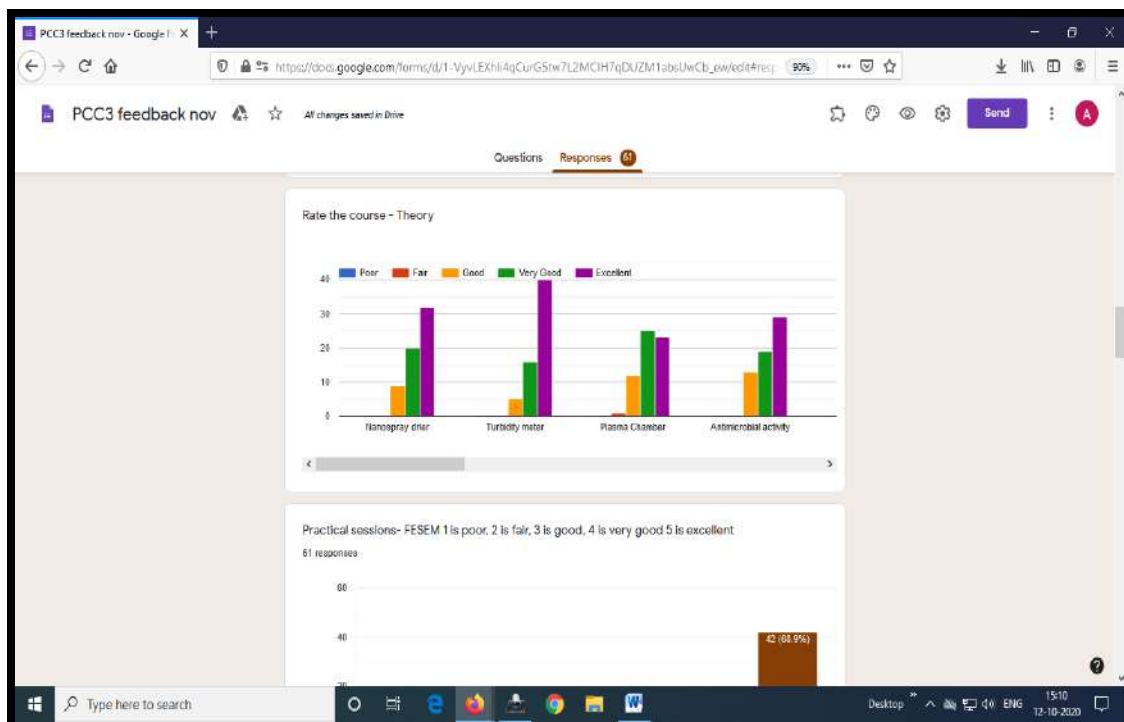 PCC3 feedback nov - Google F
https://docs.google.com/forms/d/1-VyvLEXhli4qCurG5tw7L2MCIH7qDUZM1absUwCb_ew/edit#resp
90%
PCC3 feedback nov
All changes saved in Drive
Send
A
Questions Responses 61
Rate the course - Theory
Poor Fair Good Very Good Excellent
40
30
20
10
0
Nanospray drier Turbidity meter Plasma Chamber Antimicrobial activity
Practical sessions- FESEM 1 is poor, 2 is fair, 3 is good, 4 is very good 5 is excellent
61 responses
60
40
42 (68.9%)
20
Type here to search
Desktop
ENG
15:10
12-10-2020